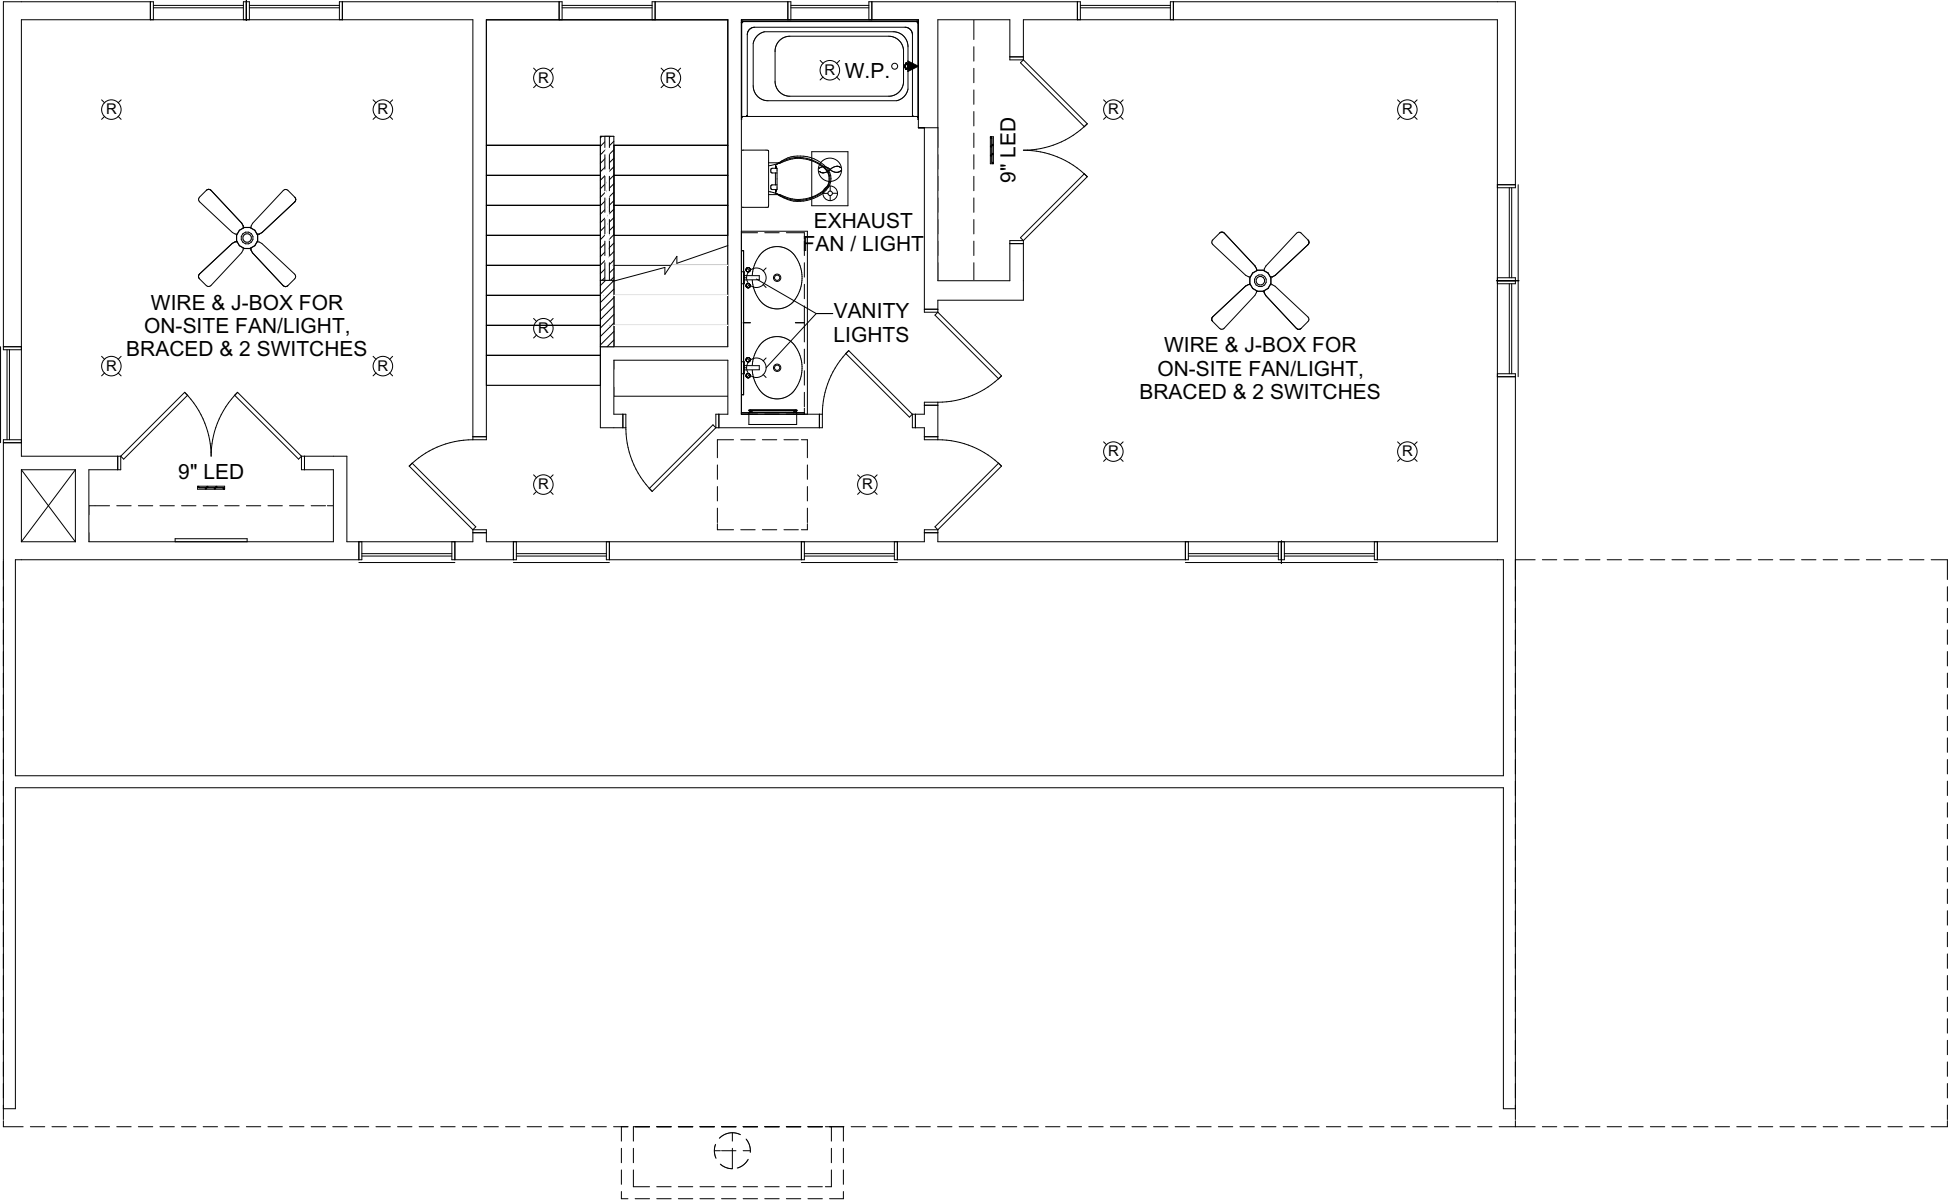 R
R
R W.P.
R
R
R
R
9" LED
EXHAUST
FAN / LIGHT
WIRE & J-BOX FOR
ON-SITE FAN/LIGHT,
BRACED & 2 SWITCHES
R
R
R
VANITY
LIGHTS
WIRE & J-BOX FOR
ON-SITE FAN/LIGHT,
BRACED & 2 SWITCHES
9" LED
R
R
R
R